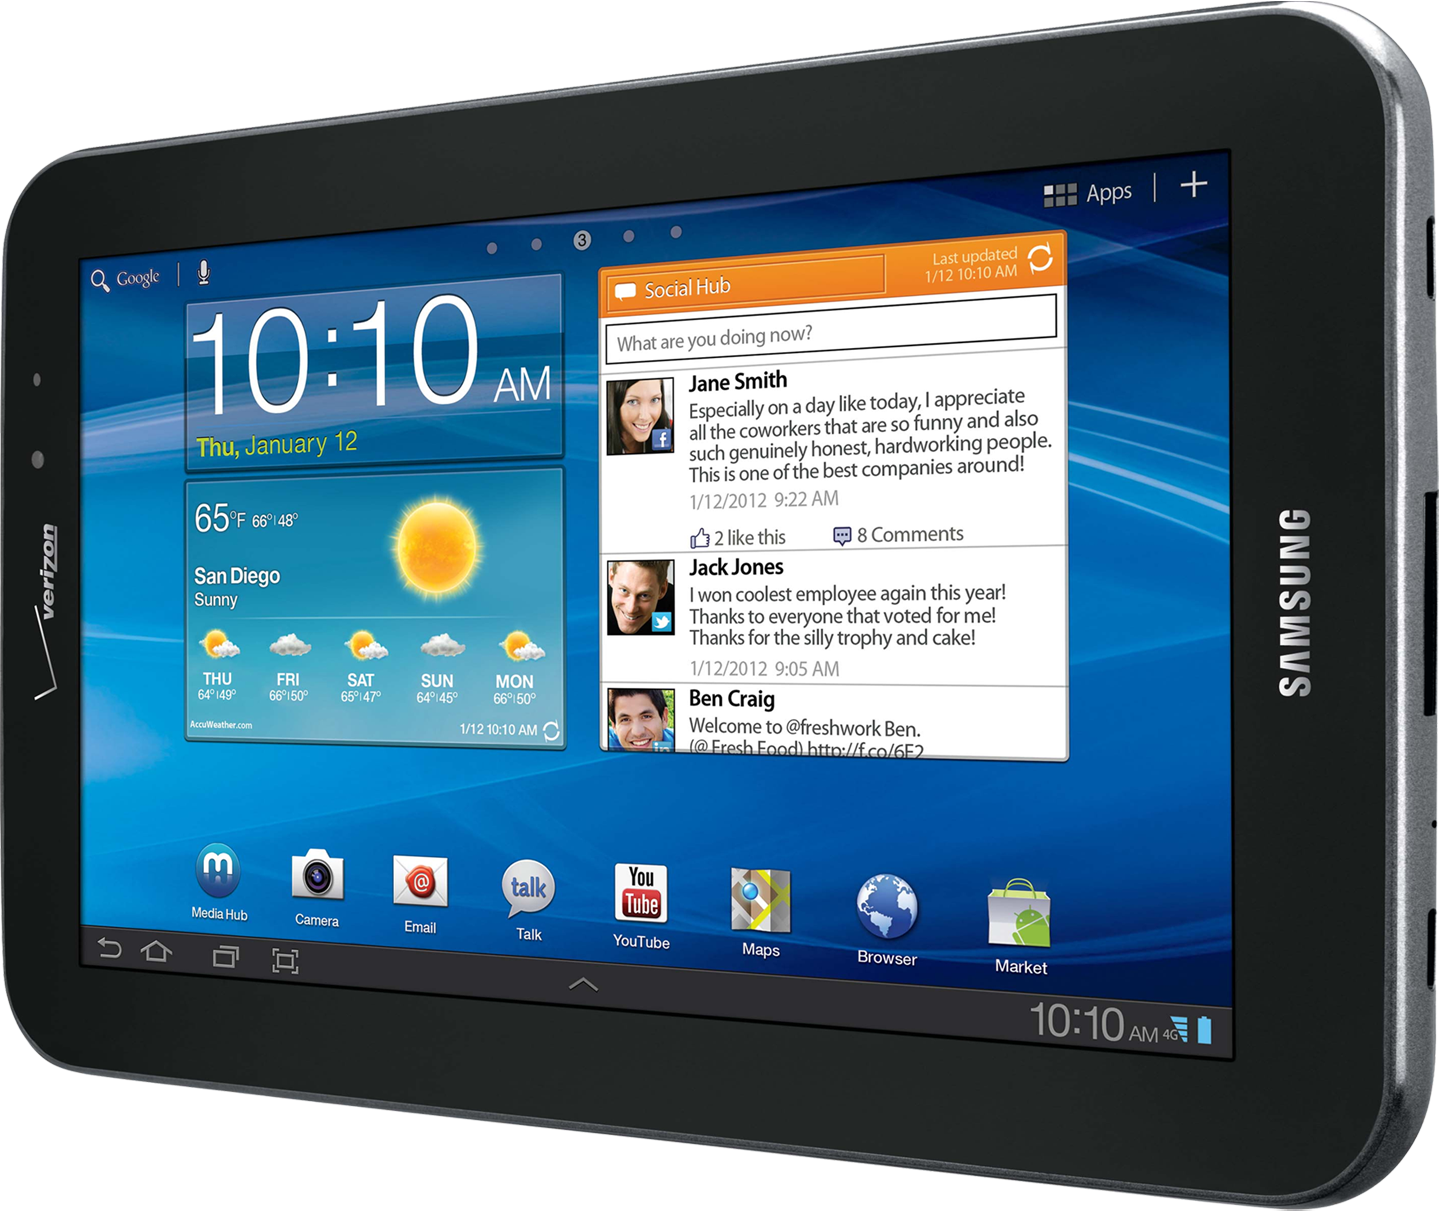 Apps
Google
3
10:10 AM
Thu, January 12
65°F 66°|48°
San Diego
Sunny
THU FRI SAT SUN MON
64°|49° 66°|50° 65°|47° 64°|45° 66°|50°
AccuWeather.com 1/12 10:10 AM
Social Hub
Last updated
1/12 10:10 AM
What are you doing now?
Jane Smith
Especially on a day like today, I appreciate
all the coworkers that are so funny and also
such genuinely honest, hardworking people.
This is one of the best companies around!
1/12/2012 9:22 AM
2 like this 8 Comments
f
Jack Jones
I won coolest employee again this year!
Thanks to everyone that voted for me!
Thanks for the silly trophy and cake!
1/12/2012 9:05 AM
Ben Craig
Welcome to @freshwork Ben.
(@ Fresh Food) http://f.co/6F2
in
m
@
talk
You
Tube
Media Hub
Camera
Email
Talk
YouTube
Maps
Browser
Market
10:10 AM 4G
verizon
SAMSUNG